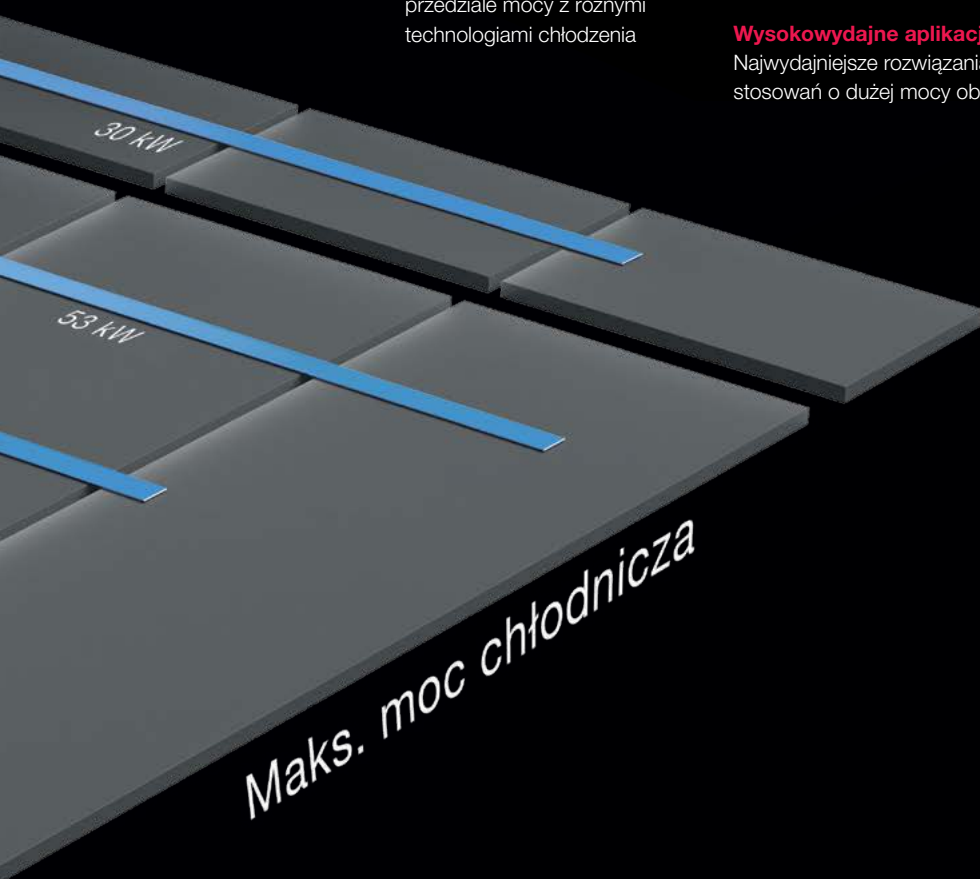 przedziale mocy z różnymi
technologiami chłodzenia
Wysokowydajne aplikacj
Najwydajniejsze rozwiązania
stosowań o dużej mocy ob
30 kW
53 kW
Maks. moc chłodnicza